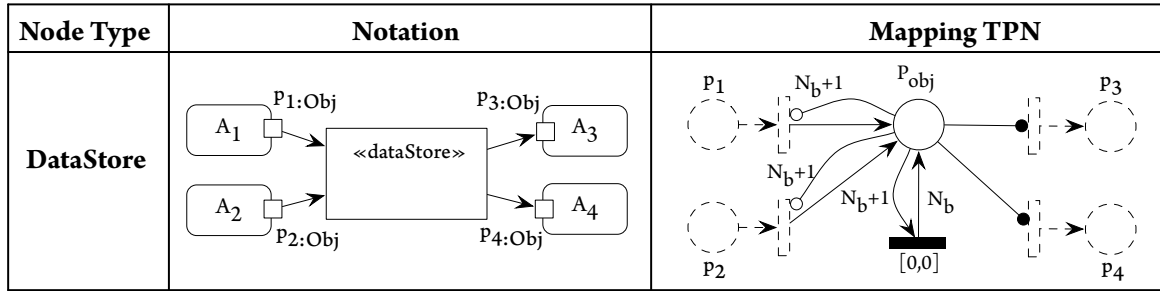 Node Type Notation Mapping TPN
DataStore
p1:Obj
A1
A2
p2:Obj
«dataStore»
p3:Obj
A3
A4
p4:Obj
p1
Nb+1
Pobj
p3
Nb+1
Nb+1
Nb
p2
[0,0]
p4